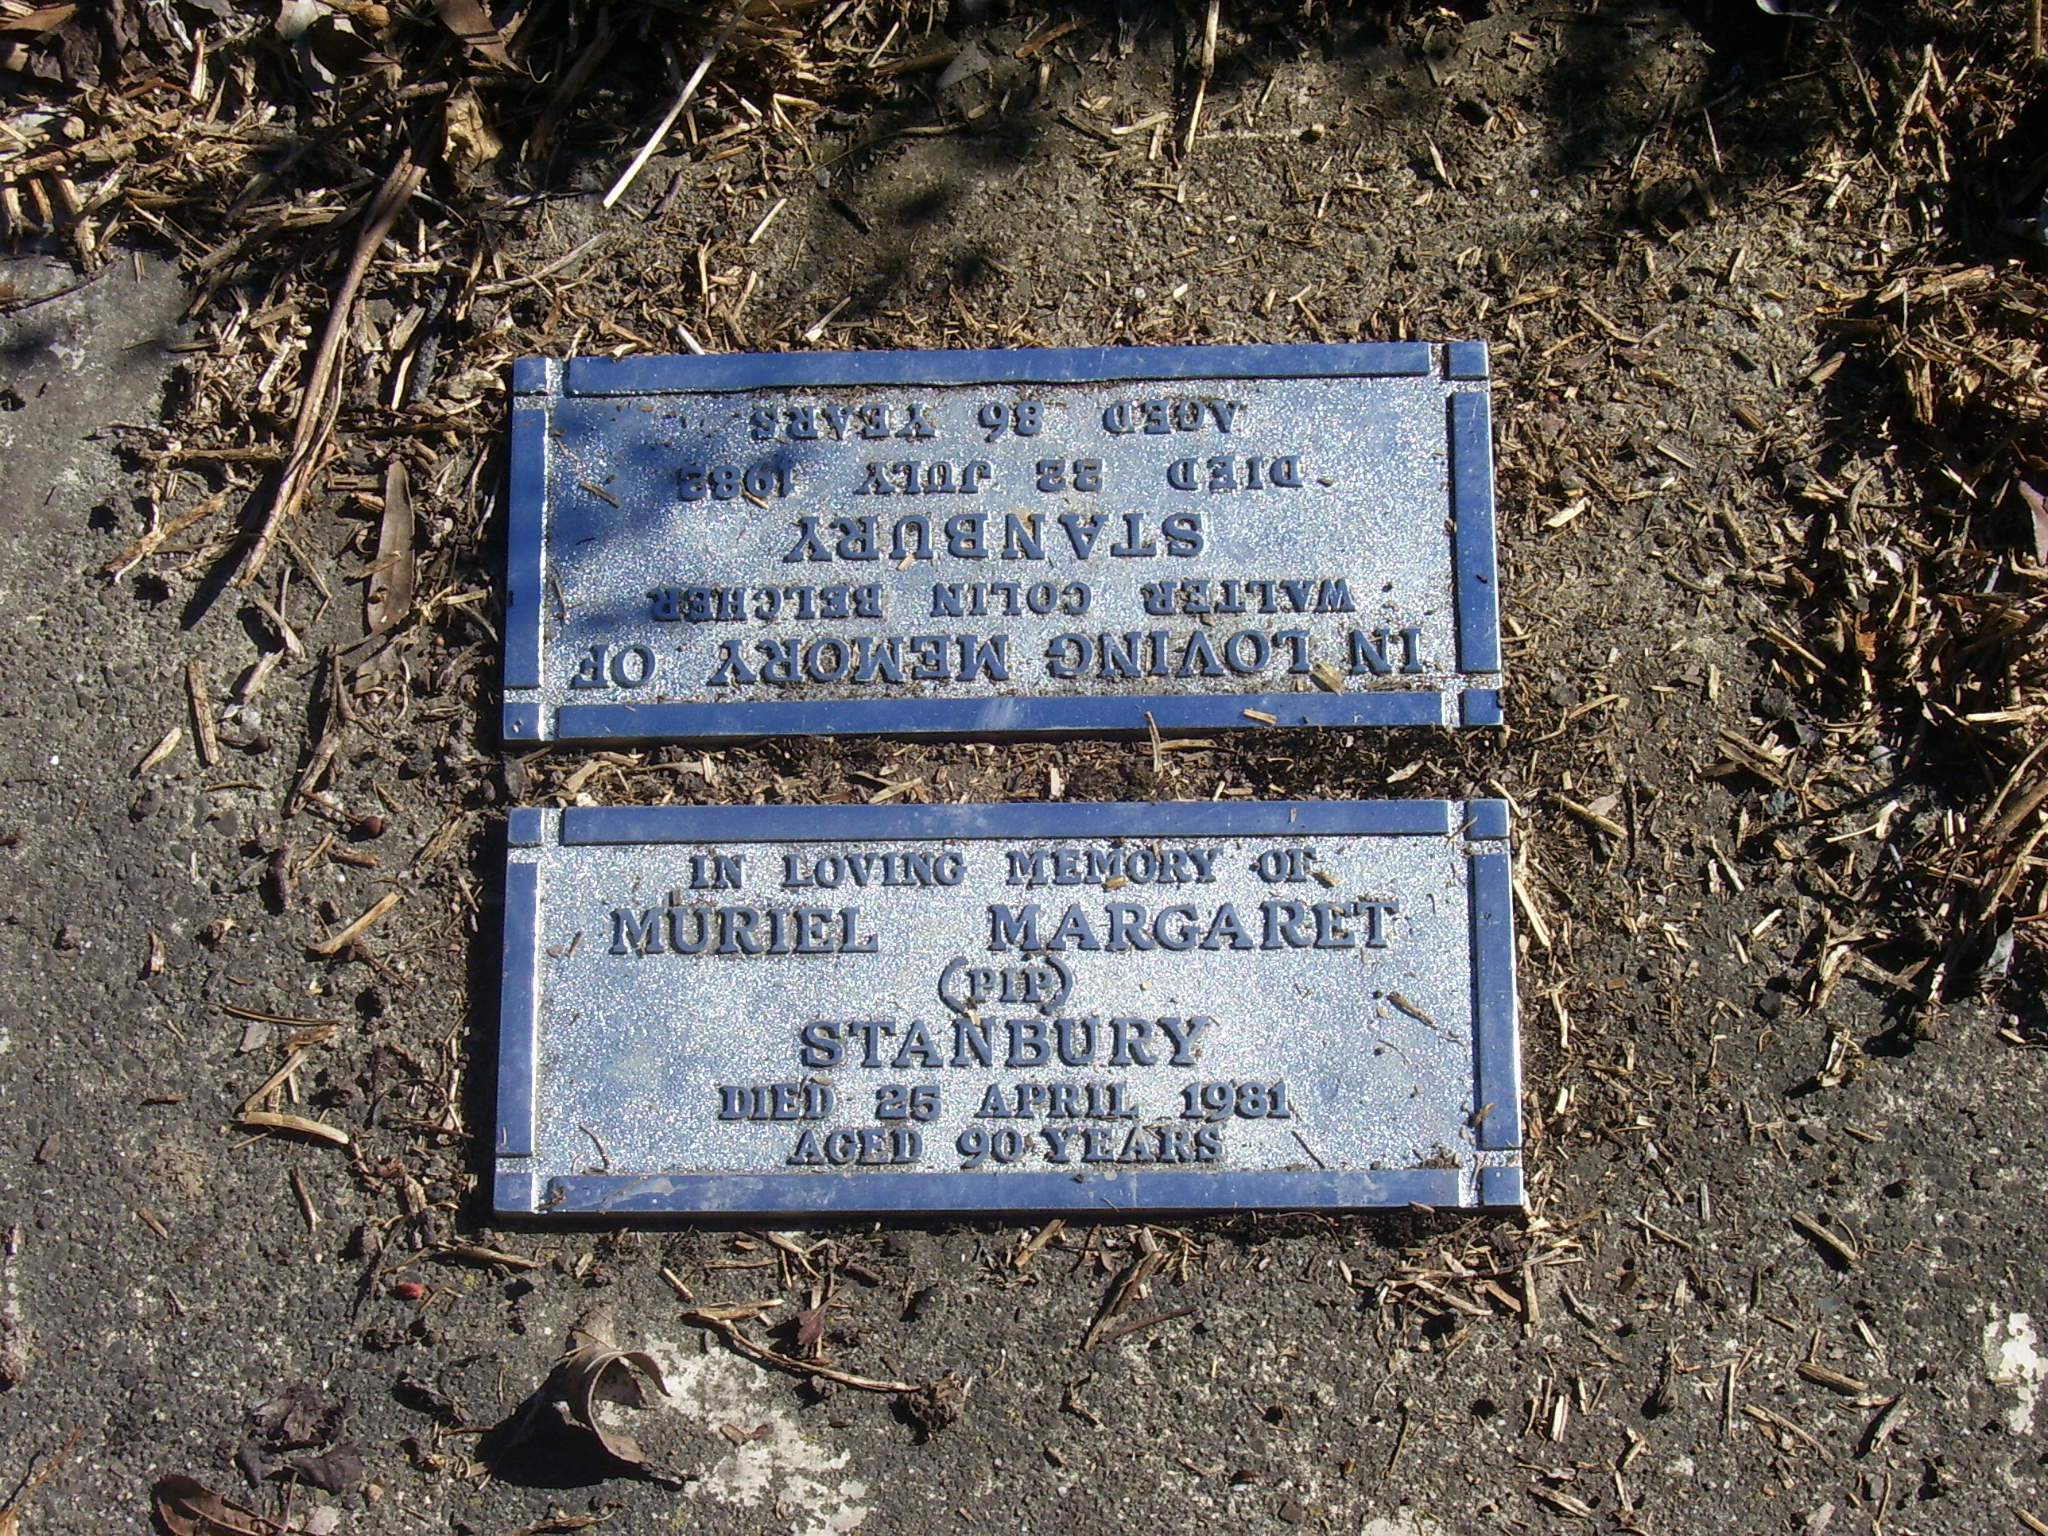 IN LOVING MEMORY OF
WALTER COLIN BELCHER
STANBURY
DIED 22 JULY 1982
AGED 86 YEARS
IN LOVING MEMORY OF
MURIEL MARGARET
(PIP)
STANBURY
DIED 25 APRIL 1981
AGED 90 YEARS